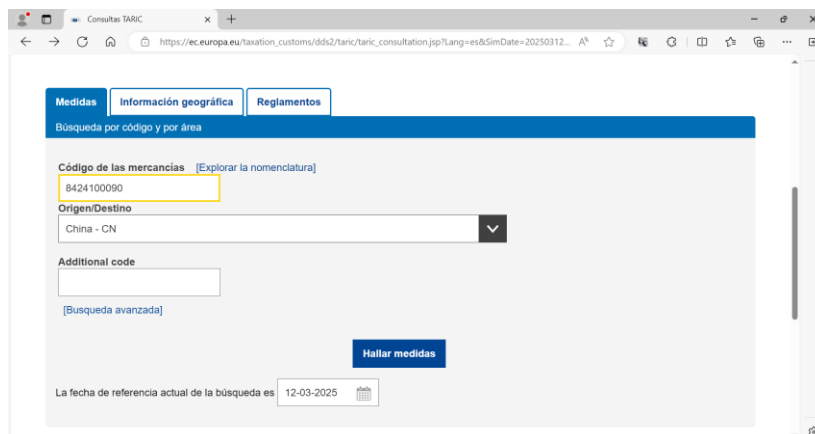 Consultas TARIC
https://ec.europa.eu/taxation_customs/dds2/taric/taric_consultation.jsp?Lang=es&SimDate=20250312...
Medidas Información geográfica Reglamentos
Búsqueda por código y por área
Código de las mercancías [Explorar la nomenclatura]
8424100090
Origen/Destino
China - CN
Additional code
[Busqueda avanzada]
Hallar medidas
La fecha de referencia actual de la búsqueda es 12-03-2025